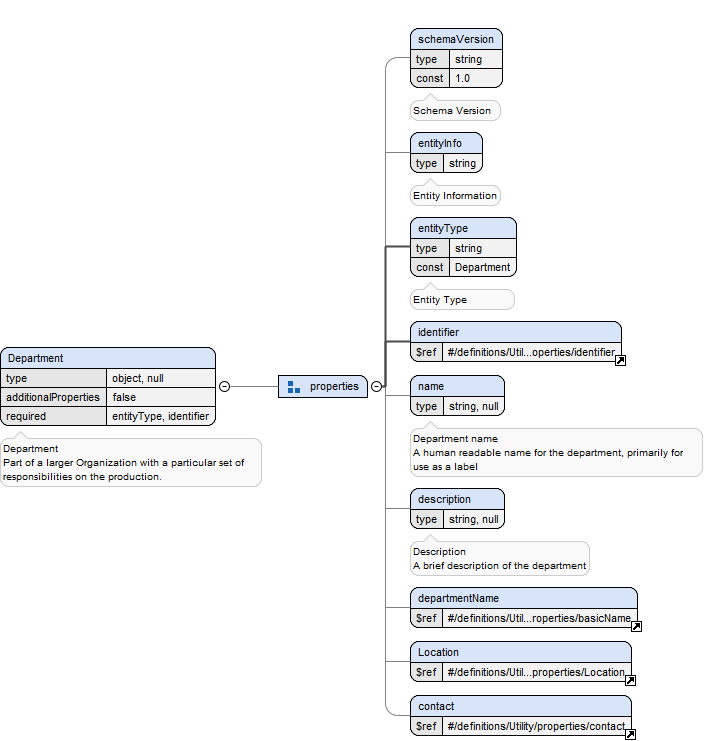 schemaVersion
type string
const 1.0
Schema Version
entityInfo
type string
Entity Information
entityType
type string
const Department
Entity Type
identifier
$ref #/definitions/Util...operties/identifier
Department
type object, null
additionalProperties false
required entityType, identifier
Department
Part of a larger Organization with a particular set of
responsibilities on the production.
properties
name
type string, null
Department name
A human readable name for the department, primarily for
use as a label
description
type string, null
Description
A brief description of the department
departmentName
$ref #/definitions/Util...roperties/basicName
Location
$ref #/definitions/Util...properties/Location
contact
$ref #/definitions/Utility/properties/contact